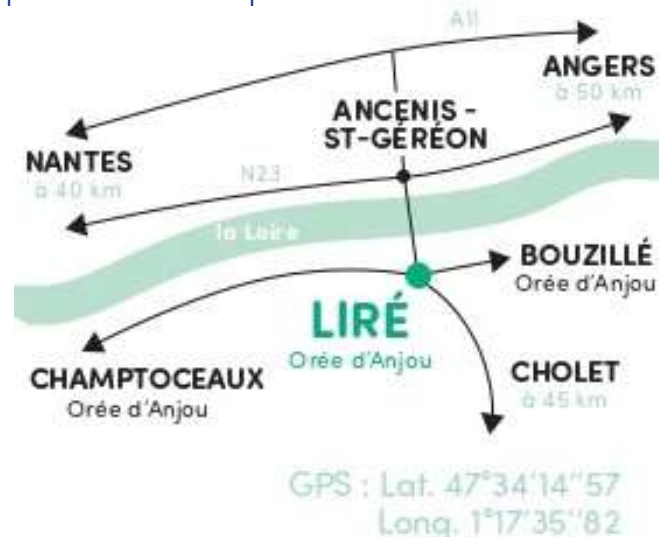 A11
ANGERS
à 50 km
ANCENIS -
ST-GÉRÉON
NANTES
à 40 km
N23
la Loire
BOUZILLÉ
Orée d'Anjou
LIRÉ
Orée d'Anjou
CHAMPTOCEAUX
Orée d'Anjou
CHOLET
à 45 km
GPS : Lat. 47°34'14''57
Long. 1°17'35''82